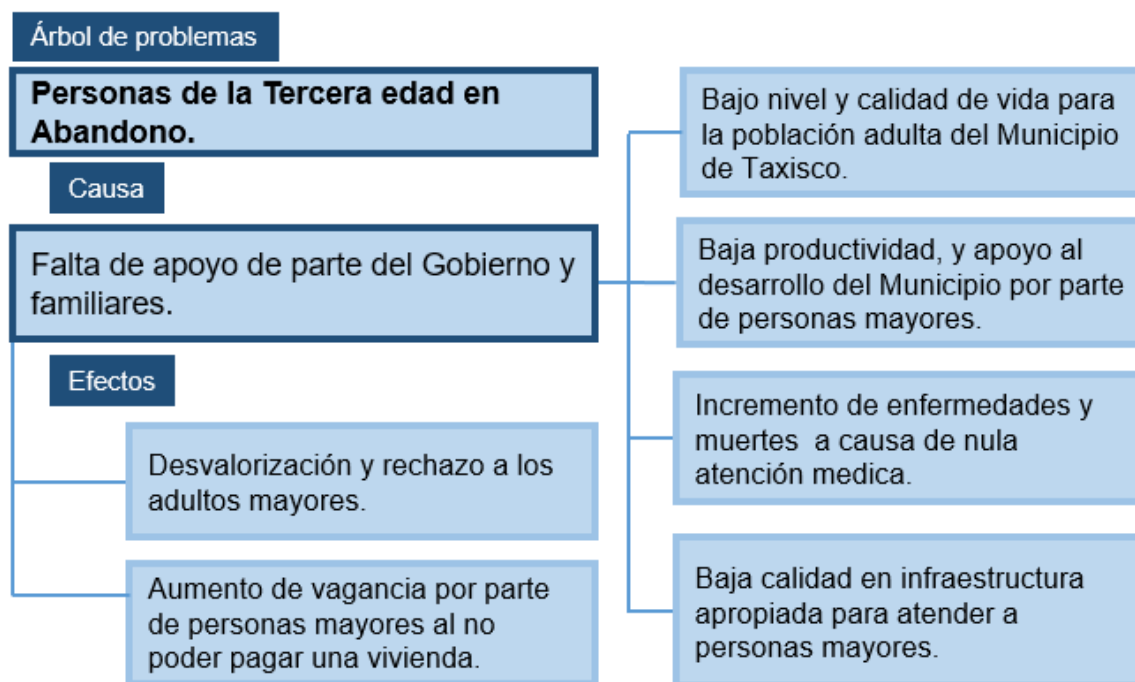 Árbol de problemas
Personas de la Tercera edad en
Abandono.
Causa
Falta de apoyo de parte del Gobierno y
familiares.
Efectos
Desvalorización y rechazo a los
adultos mayores.
Aumento de vagancia por parte
de personas mayores al no
poder pagar una vivienda.
Bajo nivel y calidad de vida para
la población adulta del Municipio
de Taxisco.
Baja productividad, y apoyo al
desarrollo del Municipio por parte
de personas mayores.
Incremento de enfermedades y
muertes a causa de nula
atención medica.
Baja calidad en infraestructura
apropiada para atender a
personas mayores.